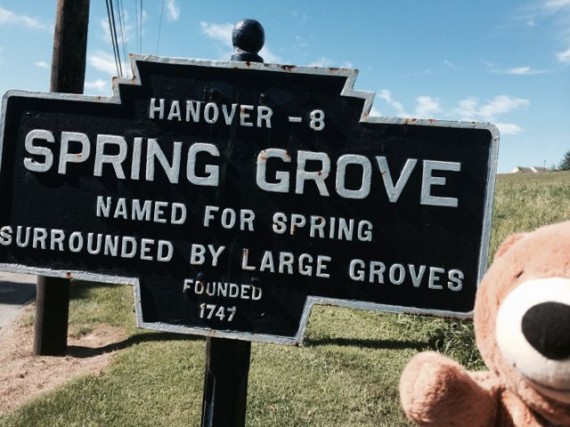 HANOVER - 8
SPRING GROVE
NAMED FOR SPRING
SURROUNDED BY LARGE GROVES
FOUNDED
1747